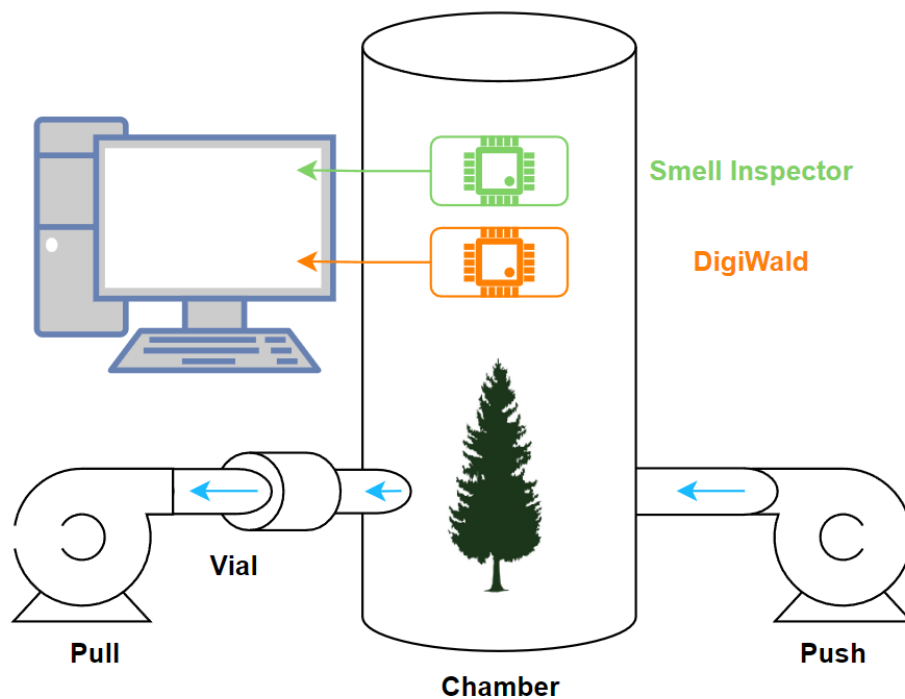 Smell Inspector
DigiWald
Vial
Pull
Push
Chamber